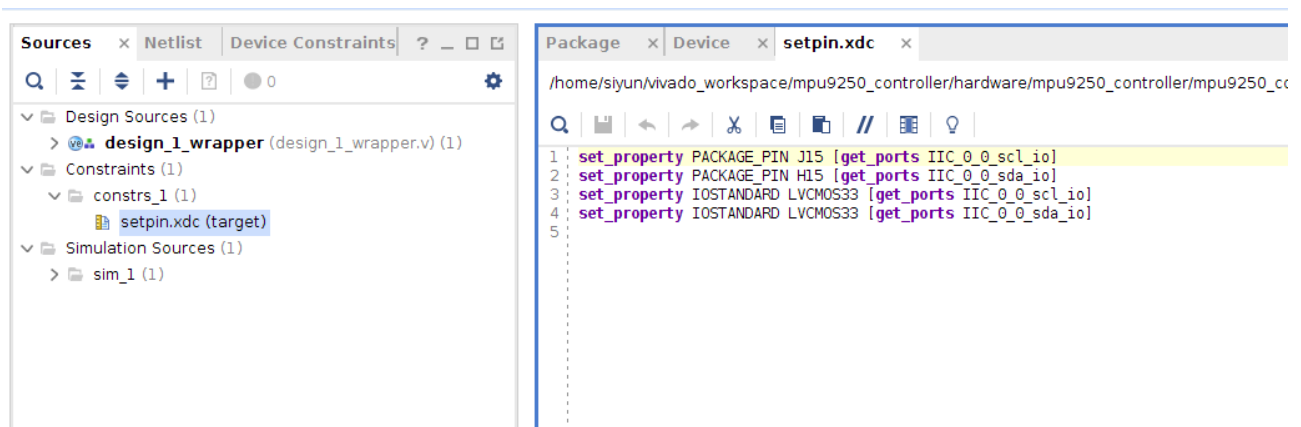 Sources × Netlist Device Constraints ? _
0
Design Sources (1)
design_1_wrapper (design_1_wrapper.v) (1)
Constraints (1)
constrs_1 (1)
setpin.xdc (target)
Simulation Sources (1)
sim_1 (1)
Package × Device × setpin.xdc ×
/home/siyun/vivado_workspace/mpu9250_controller/hardware/mpu9250_controller/mpu9250_co
1 set_property PACKAGE_PIN J15 [get_ports IIC_0_0_scl_io]
2 set_property PACKAGE_PIN H15 [get_ports IIC_0_0_sda_io]
3 set_property IOSTANDARD LVCMOS33 [get_ports IIC_0_0_scl_io]
4 set_property IOSTANDARD LVCMOS33 [get_ports IIC_0_0_sda_io]
5